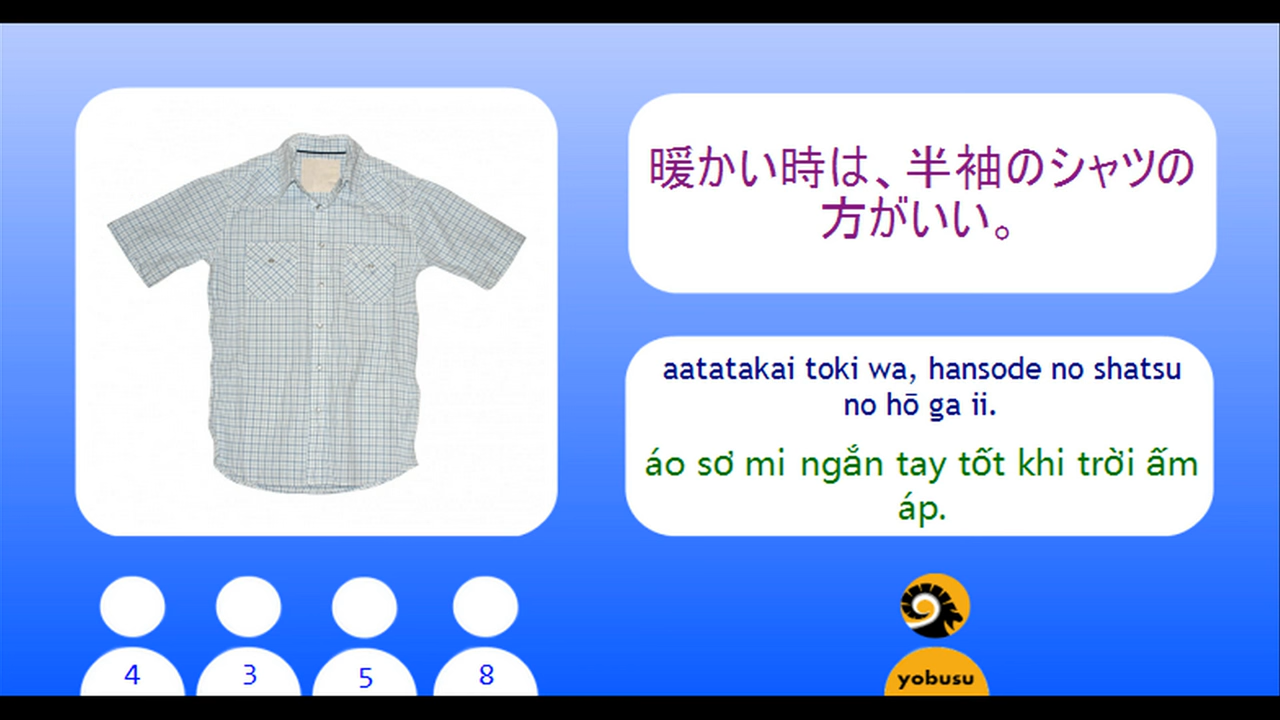 暖かい時は、半袖のシャツの
方がいい。
aatatakai toki wa, hansode no shatsu
no hō ga ii.
áo sơ mi ngắn tay tốt khi trời ấm
áp.
4 3 5 8
yobusu